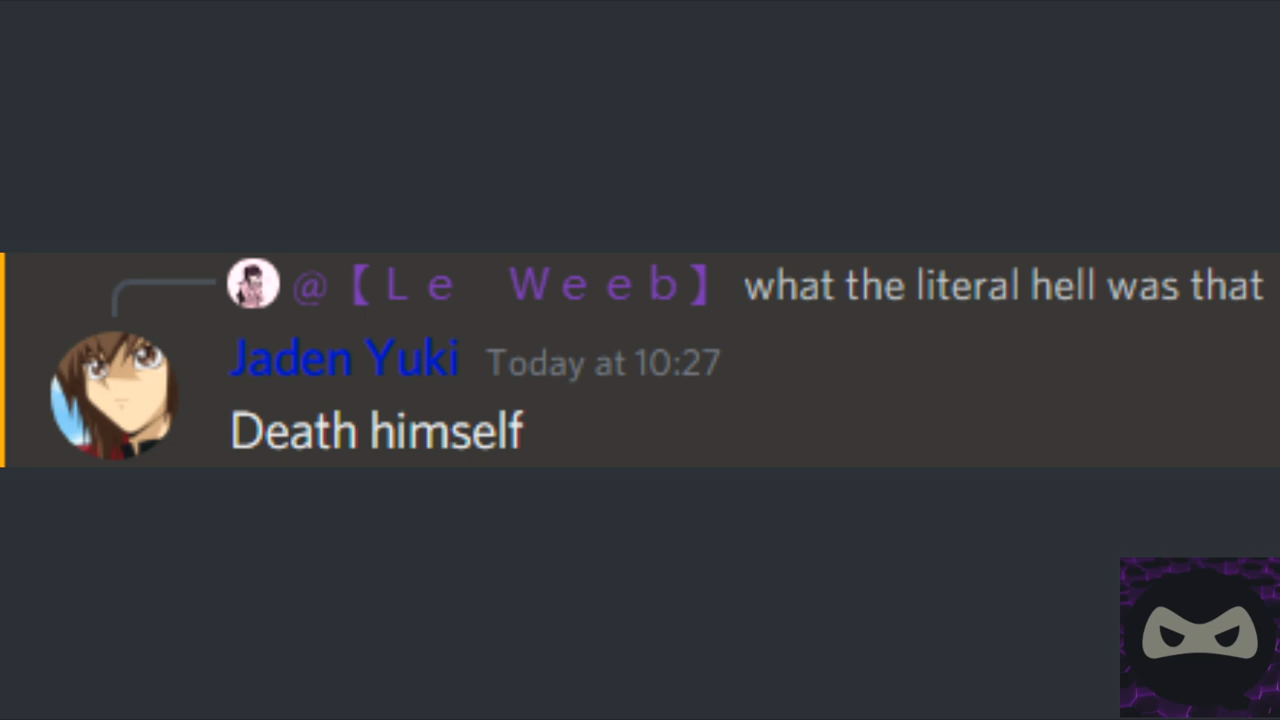 @【Ｌｅ　Ｗｅｅｂ】 what the literal hell was that
Jaden Yuki Today at 10:27
Death himself